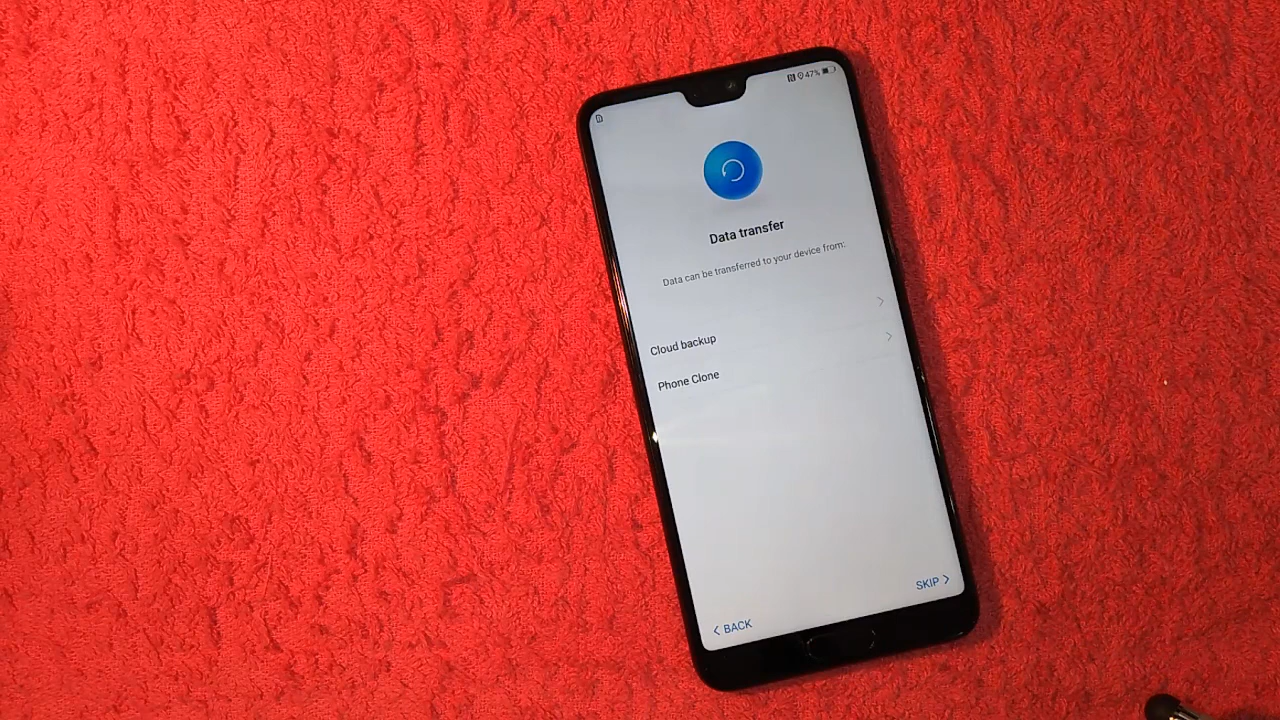 47%
Data transfer
Data can be transferred to your device from:
Cloud backup
Phone Clone
SKIP
BACK